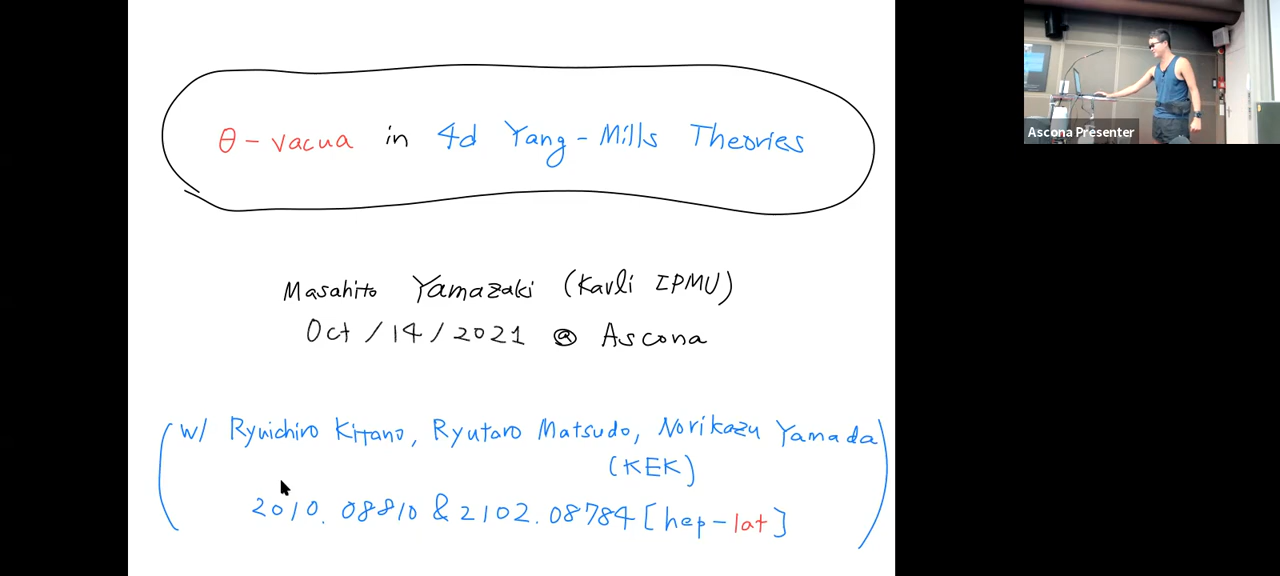 θ - vacua in 4d Yang - Mills Theories
Masahito Yamazaki (Kavli IPMU)
Oct / 14 / 2021 @ Ascona
(w/ Ryuichiro Kitano, Ryutaro Matsudo, Norikazu Yamada
(KEK)
2010.08810 & 2102.08784 [hep-lat])
Ascona Presenter